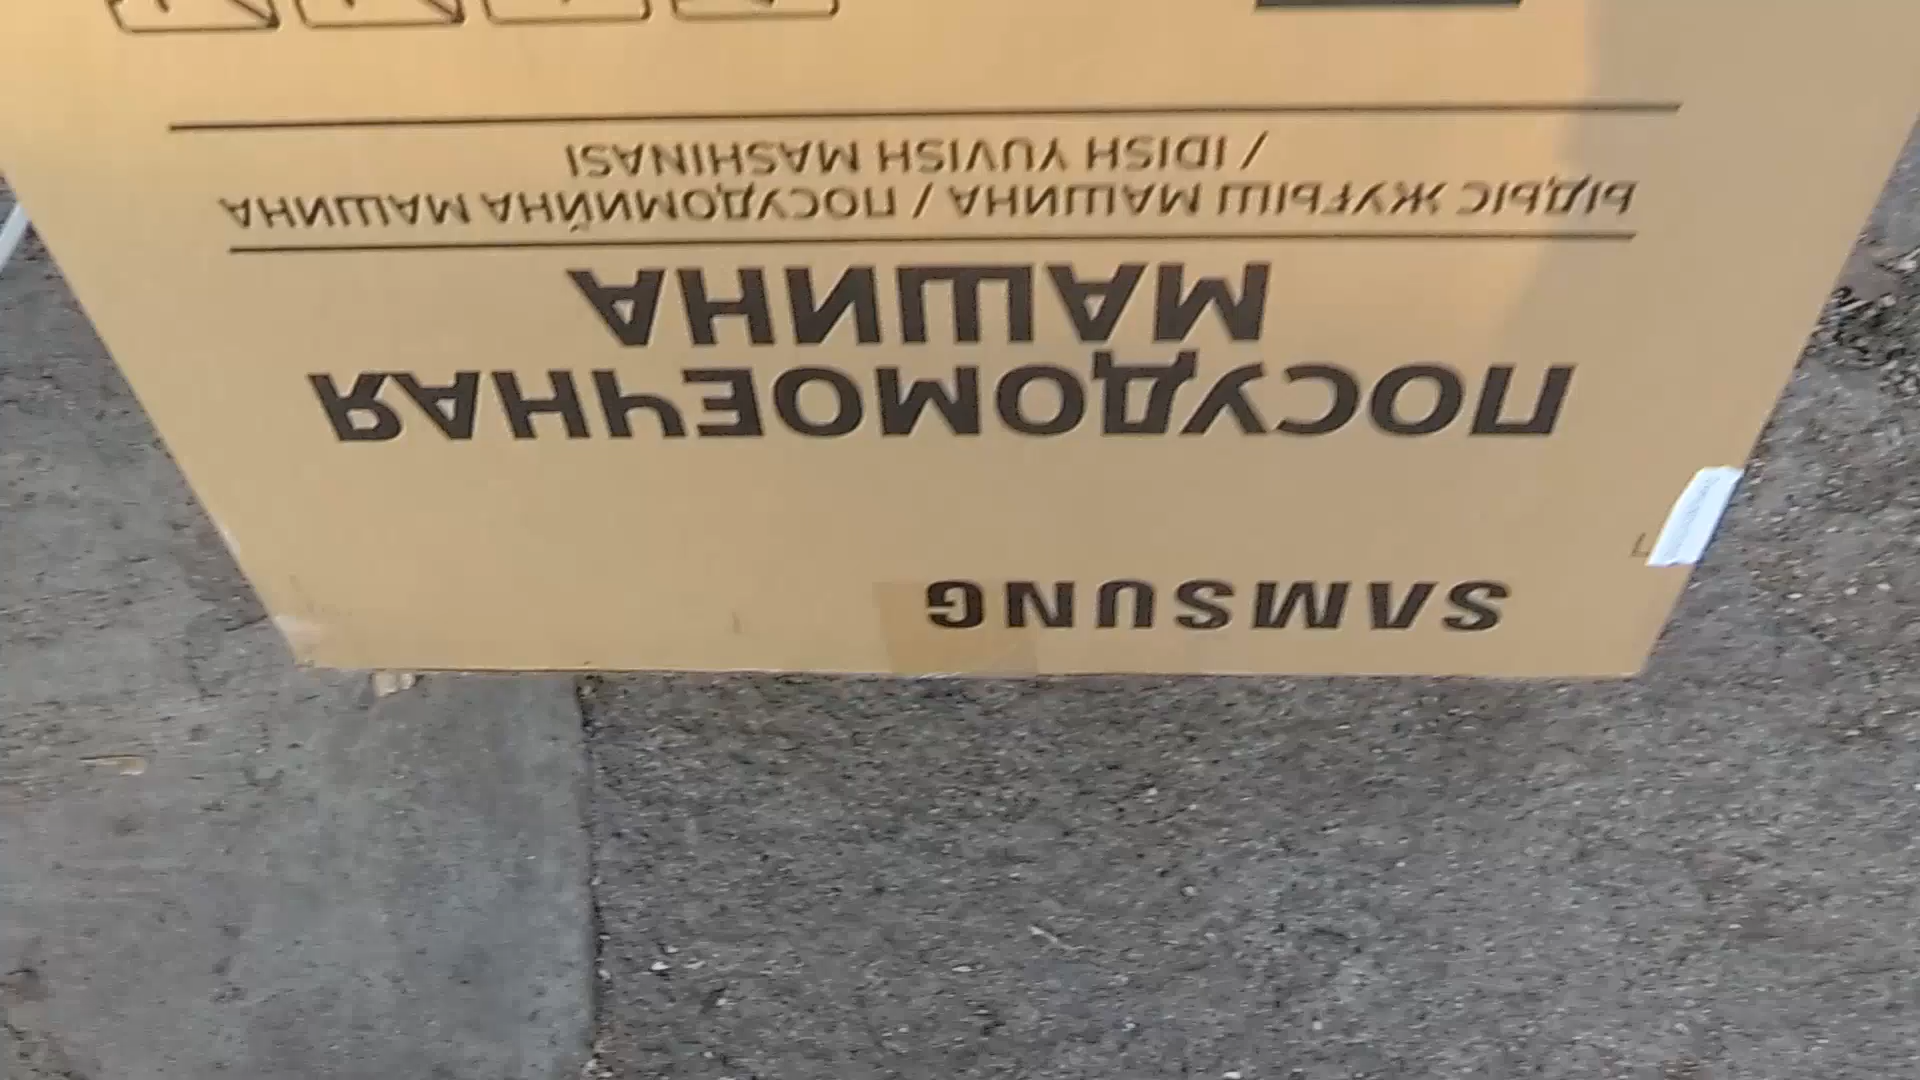 SAMSUNG
ПОСУДОМОЕЧНАЯ
МАШИНА
ЫДЫС ЖУҒЫШ МАШИНА / ПОСУДОМИЙНА МАШИНА
/ IDISH YUVISH MASHINASI